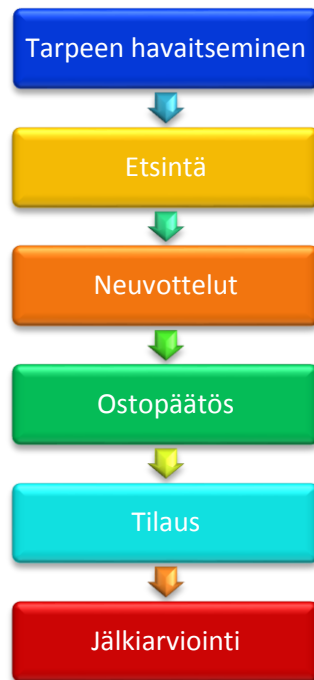 Tarpeen havaitseminen
Etsintä
Neuvottelut
Ostopäätös
Tilaus
Jälkiarviointi